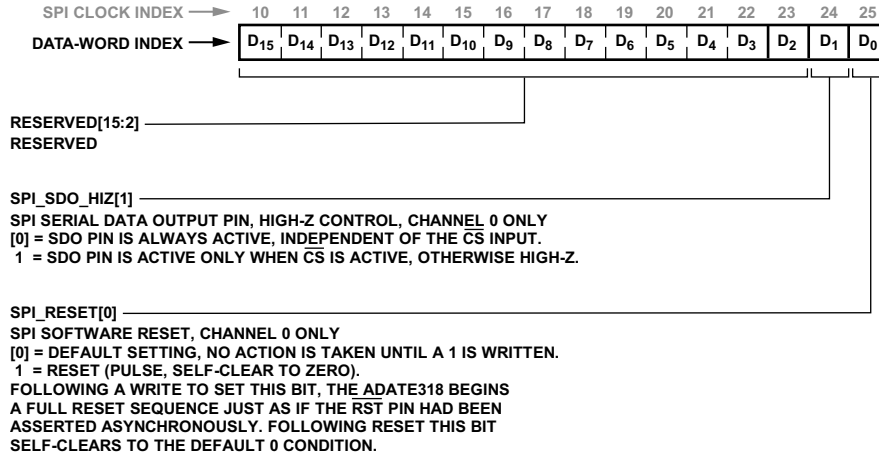 SPI CLOCK INDEX 10 11 12 13 14 15 16 17 18 19 20 21 22 23 24 25
DATA-WORD INDEX D15 D14 D13 D12 D11 D10 D9 D8 D7 D6 D5 D4 D3 D2 D1 D0
RESERVED[15:2]
RESERVED
SPI_SDO_HIZ[1]
SPI SERIAL DATA OUTPUT PIN, HIGH-Z CONTROL, CHANNEL 0 ONLY
[0] = SDO PIN IS ALWAYS ACTIVE, INDEPENDENT OF THE C̅S̅ INPUT.
1 = SDO PIN IS ACTIVE ONLY WHEN C̅S̅ IS ACTIVE, OTHERWISE HIGH-Z.
SPI_RESET[0]
SPI SOFTWARE RESET, CHANNEL 0 ONLY
[0] = DEFAULT SETTING, NO ACTION IS TAKEN UNTIL A 1 IS WRITTEN.
1 = RESET (PULSE, SELF-CLEAR TO ZERO).
FOLLOWING A WRITE TO SET THIS BIT, THE ADATE318 BEGINS
A FULL RESET SEQUENCE JUST AS IF THE R̅S̅T̅ PIN HAD BEEN
ASSERTED ASYNCHRONOUSLY. FOLLOWING RESET THIS BIT
SELF-CLEARS TO THE DEFAULT 0 CONDITION.